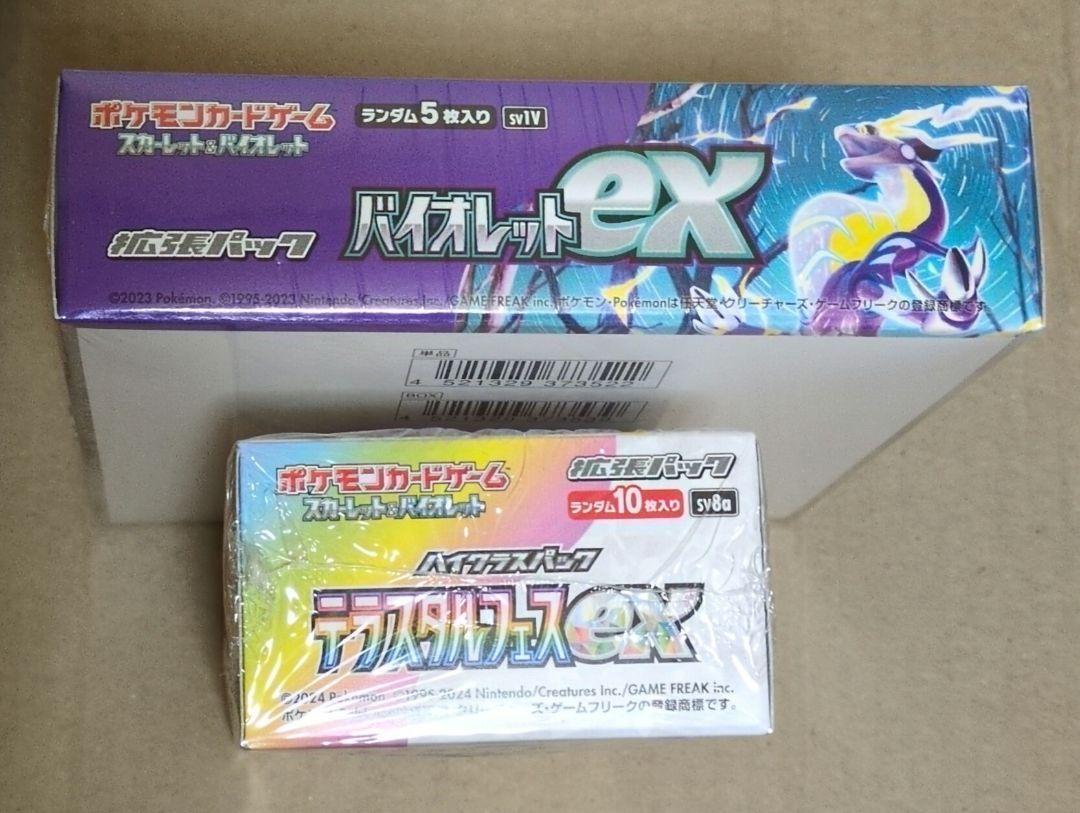 ポケモンカードゲーム
スカーレット&バイオレット
ランダム5枚入り SV1V
拡張パック
バイオレットex
©2023 Pokémon. ©1995-2023 Nintendo/Creatures Inc./GAME FREAK inc. ポケモン・Pokémonは任天堂・クリーチャーズ・ゲームフリークの登録商標です。
単品
4 521329 373522
BOX
ポケモンカードゲーム
スカーレット&バイオレット
拡張パック
ランダム10枚入り SV8a
ハイクラスパック
テラスタルフェスex
©2024 Pokémon. ©1995-2024 Nintendo/Creatures Inc./GAME FREAK inc.
クリーチャーズ・ゲームフリークの登録商標です。